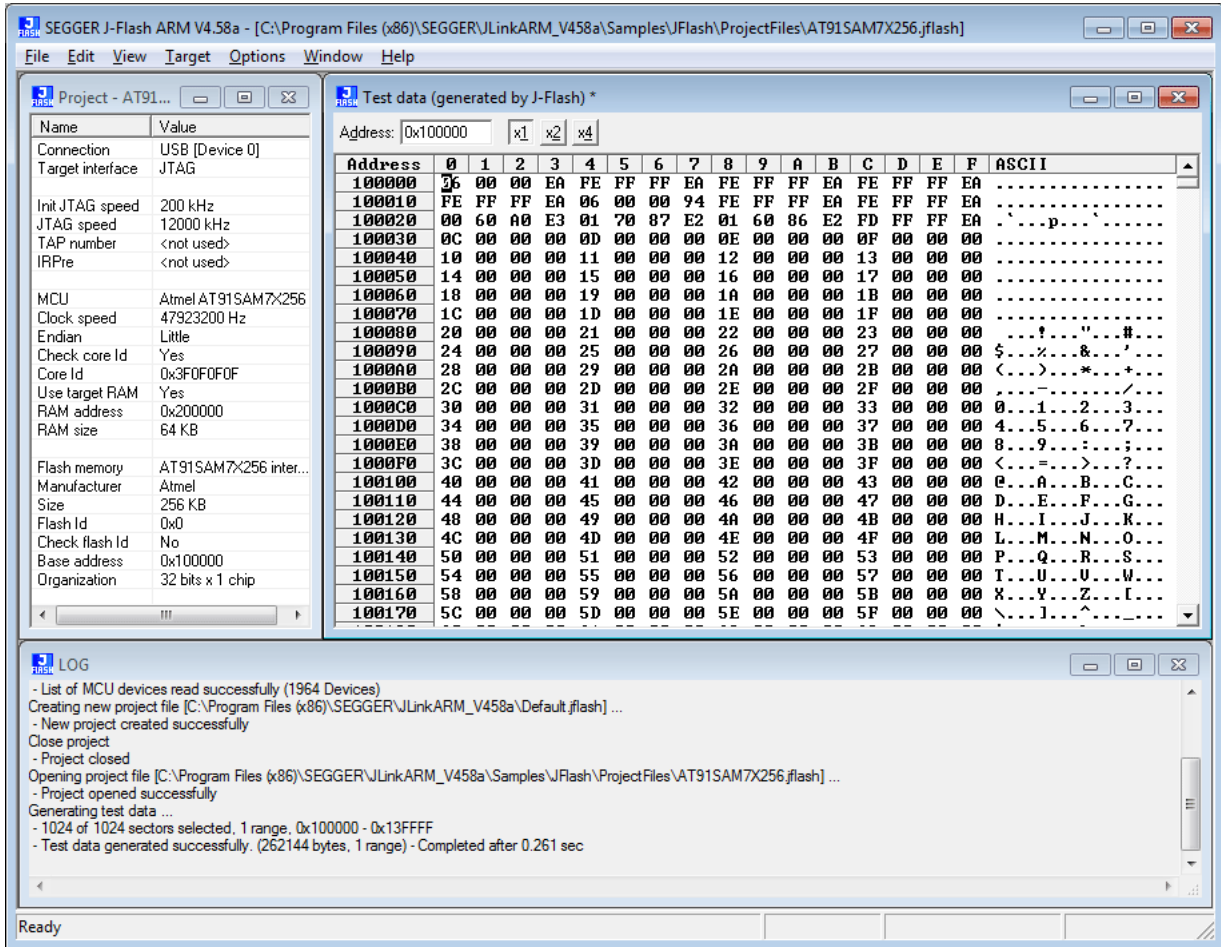 SEGGER J-Flash ARM V4.58a - [C:\Program Files (x86)\SEGGER\JLinkARM_V458a\Samples\JFlash\ProjectFiles\AT91SAM7X256.jflash]
File Edit View Target Options Window Help
Project - AT91...
Name Value
Connection USB [Device 0]
Target interface JTAG
Init JTAG speed 200 kHz
JTAG speed 12000 kHz
TAP number <not used>
IRPre <not used>
MCU Atmel AT91SAM7X256
Clock speed 47923200 Hz
Endian Little
Check core Id Yes
Core Id 0x3F0F0F0F
Use target RAM Yes
RAM address 0x200000
RAM size 64 KB
Flash memory AT91SAM7X256 inter...
Manufacturer Atmel
Size 256 KB
Flash Id 0x0
Check flash Id No
Base address 0x100000
Organization 32 bits x 1 chip
Test data (generated by J-Flash) *
Address: 0x100000 x1 x2 x4
Address 0 1 2 3 4 5 6 7 8 9 A B C D E F ASCII
100000 06 00 00 EA FE FF FF EA FE FF FF EA FE FF FF EA ................
100010 FE FF FF EA 06 00 00 94 FE FF FF EA FE FF FF EA ................
100020 00 60 A0 E3 01 70 87 E2 01 60 86 E2 FD FF FF EA .`...p...`......
100030 0C 00 00 00 0D 00 00 00 0E 00 00 00 0F 00 00 00 ................
100040 10 00 00 00 11 00 00 00 12 00 00 00 13 00 00 00 ................
100050 14 00 00 00 15 00 00 00 16 00 00 00 17 00 00 00 ................
100060 18 00 00 00 19 00 00 00 1A 00 00 00 1B 00 00 00 ................
100070 1C 00 00 00 1D 00 00 00 1E 00 00 00 1F 00 00 00 ................
100080 20 00 00 00 21 00 00 00 22 00 00 00 23 00 00 00  ...!..."...#...
100090 24 00 00 00 25 00 00 00 26 00 00 00 27 00 00 00 $...%...&...'...
1000A0 28 00 00 00 29 00 00 00 2A 00 00 00 2B 00 00 00 (...)...*...+...
1000B0 2C 00 00 00 2D 00 00 00 2E 00 00 00 2F 00 00 00 ,...-......./...
1000C0 30 00 00 00 31 00 00 00 32 00 00 00 33 00 00 00 0...1...2...3...
1000D0 34 00 00 00 35 00 00 00 36 00 00 00 37 00 00 00 4...5...6...7...
1000E0 38 00 00 00 39 00 00 00 3A 00 00 00 3B 00 00 00 8...9...:...;...
1000F0 3C 00 00 00 3D 00 00 00 3E 00 00 00 3F 00 00 00 <...=...>...?...
100100 40 00 00 00 41 00 00 00 42 00 00 00 43 00 00 00 @...A...B...C...
100110 44 00 00 00 45 00 00 00 46 00 00 00 47 00 00 00 D...E...F...G...
100120 48 00 00 00 49 00 00 00 4A 00 00 00 4B 00 00 00 H...I...J...K...
100130 4C 00 00 00 4D 00 00 00 4E 00 00 00 4F 00 00 00 L...M...N...O...
100140 50 00 00 00 51 00 00 00 52 00 00 00 53 00 00 00 P...Q...R...S...
100150 54 00 00 00 55 00 00 00 56 00 00 00 57 00 00 00 T...U...V...W...
100160 58 00 00 00 59 00 00 00 5A 00 00 00 5B 00 00 00 X...Y...Z...[...
100170 5C 00 00 00 5D 00 00 00 5E 00 00 00 5F 00 00 00 \...]...^..._...
LOG
- List of MCU devices read successfully (1964 Devices)
Creating new project file [C:\Program Files (x86)\SEGGER\JLinkARM_V458a\Default.jflash] ...
- New project created successfully
Close project
- Project closed
Opening project file [C:\Program Files (x86)\SEGGER\JLinkARM_V458a\Samples\JFlash\ProjectFiles\AT91SAM7X256.jflash] ...
- Project opened successfully
Generating test data ...
- 1024 of 1024 sectors selected, 1 range, 0x100000 - 0x13FFFF
- Test data generated successfully. (262144 bytes, 1 range) - Completed after 0.261 sec
Ready